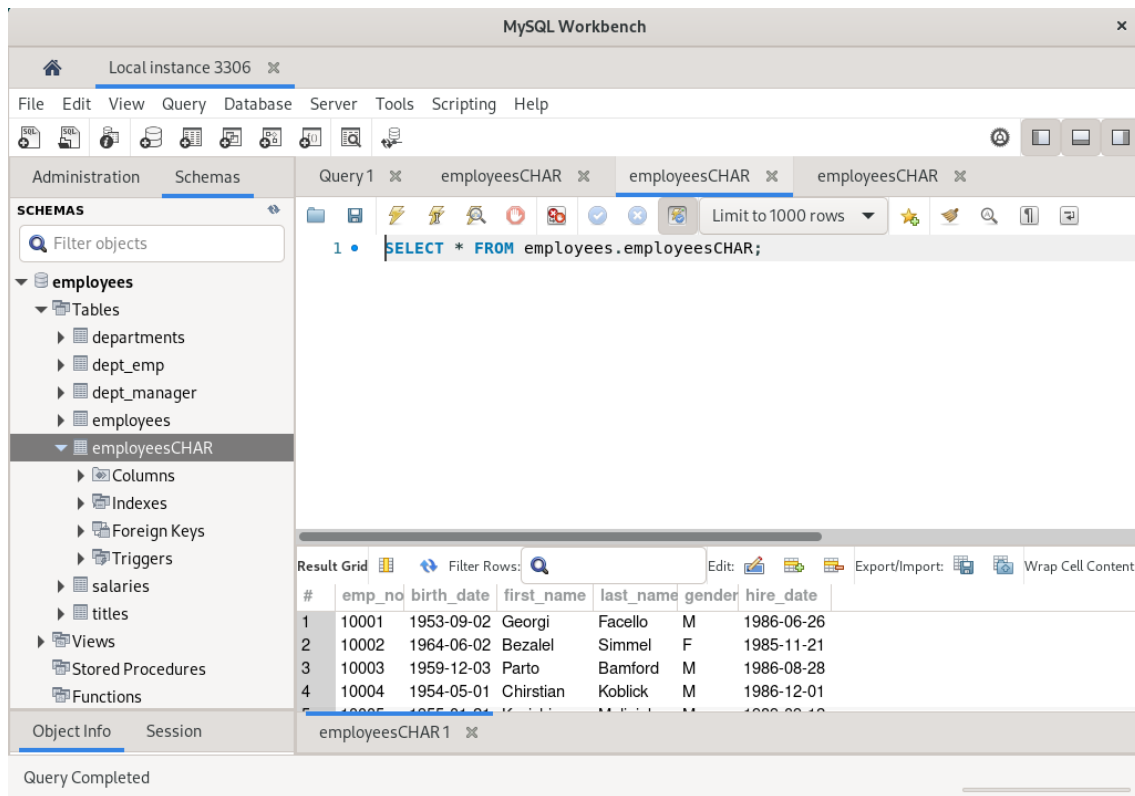 MySQL Workbench
Local instance 3306
File Edit View Query Database Server Tools Scripting Help
Administration Schemas
Query 1 employeesCHAR employeesCHAR employeesCHAR
SCHEMAS
Limit to 1000 rows
Filter objects
1 SELECT * FROM employees.employeesCHAR;
employees
Tables
departments
dept_emp
dept_manager
employees
employeesCHAR
Columns
Indexes
Foreign Keys
Triggers
salaries
titles
Views
Stored Procedures
Functions
Result Grid Filter Rows: Edit: Export/Import: Wrap Cell Content
# emp_no birth_date first_name last_name gender hire_date
1 10001 1953-09-02 Georgi Facello M 1986-06-26
2 10002 1964-06-02 Bezalel Simmel F 1985-11-21
3 10003 1959-12-03 Parto Bamford M 1986-08-28
4 10004 1954-05-01 Chirstian Koblick M 1986-12-01
Object Info Session
employeesCHAR 1
Query Completed